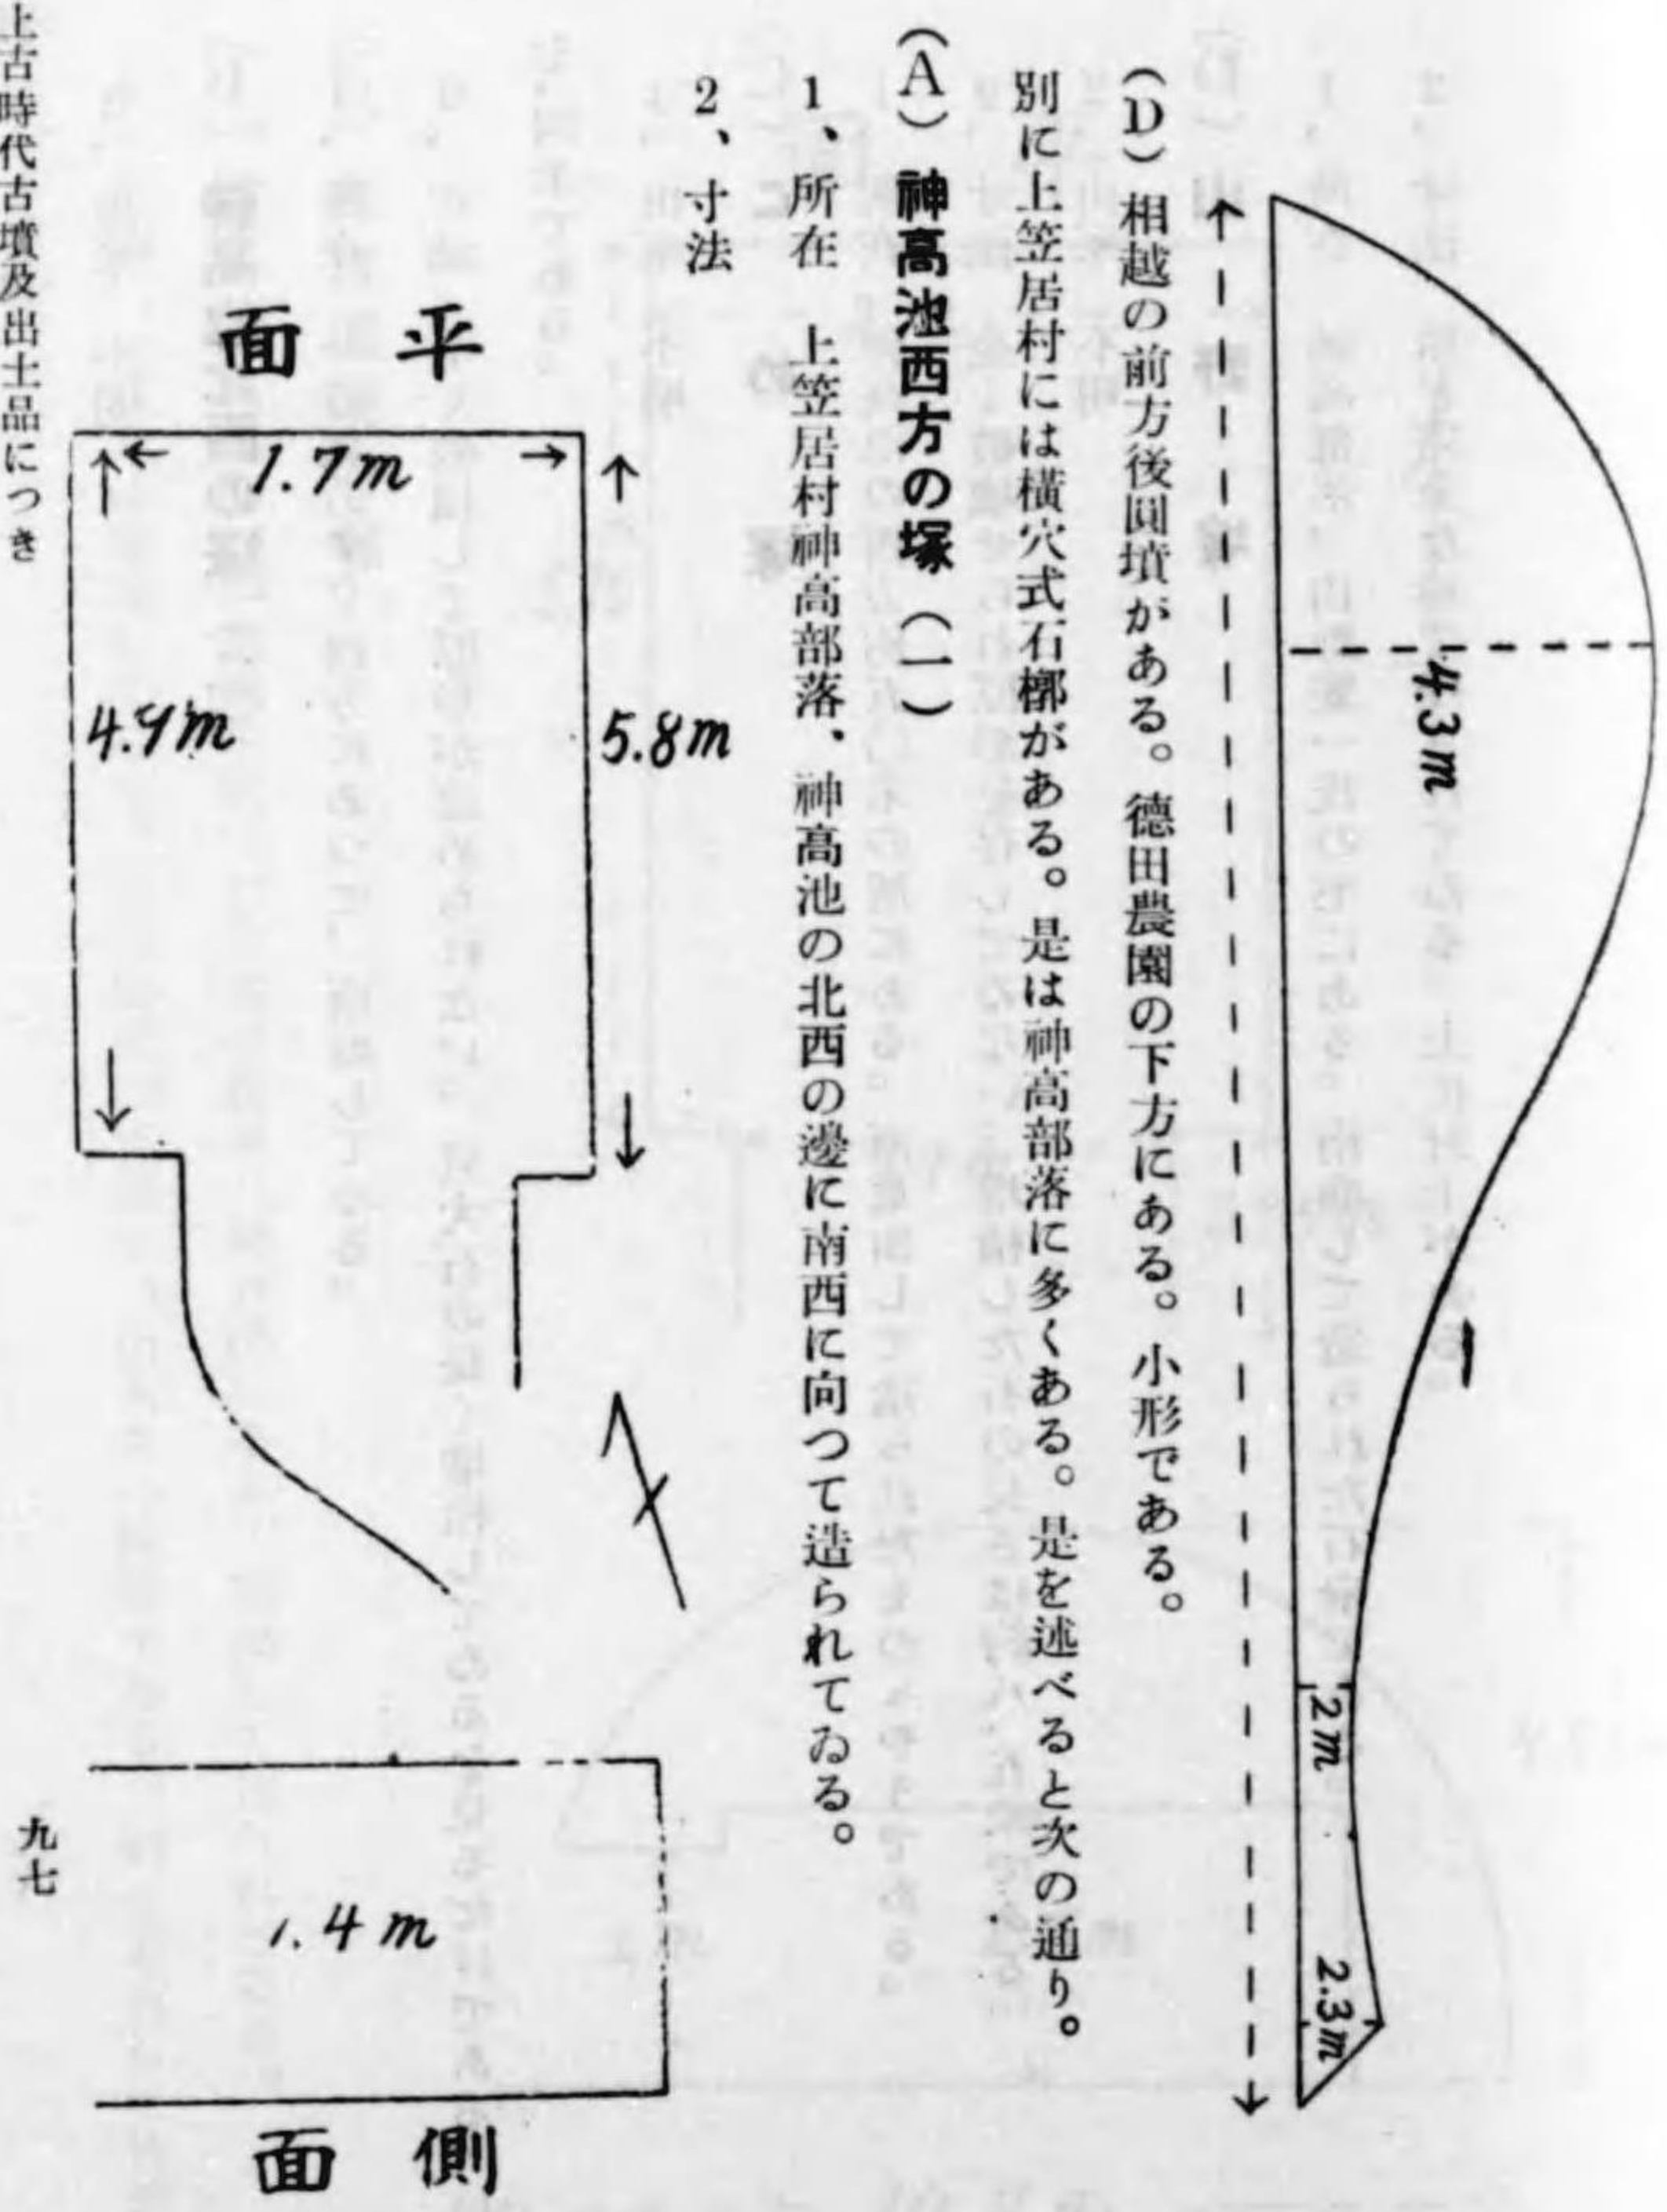 4.3m
2m
2.3m
(D) 相越の前方後圓墳がある。德田農園の下方にある。小形である。
別に上笠居村には橫穴式石槨がある。是は神高部落に多くある。是を述べると次の通り。
(A) 神高池西方の塚 (一)
1、所在 上笠居村神高部落、神高池の北西の邊に南西に向つて造られてゐる。
2、寸法
平面
1.7m
5.8m
4.9m
1.4m
側面
上古時代古墳及出土品につき
九七